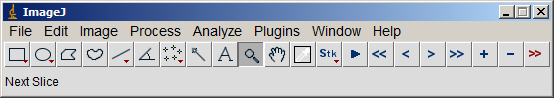 ImageJ
File Edit Image Process Analyze Plugins Window Help
A Stk << < > >> + - >>
Next Slice